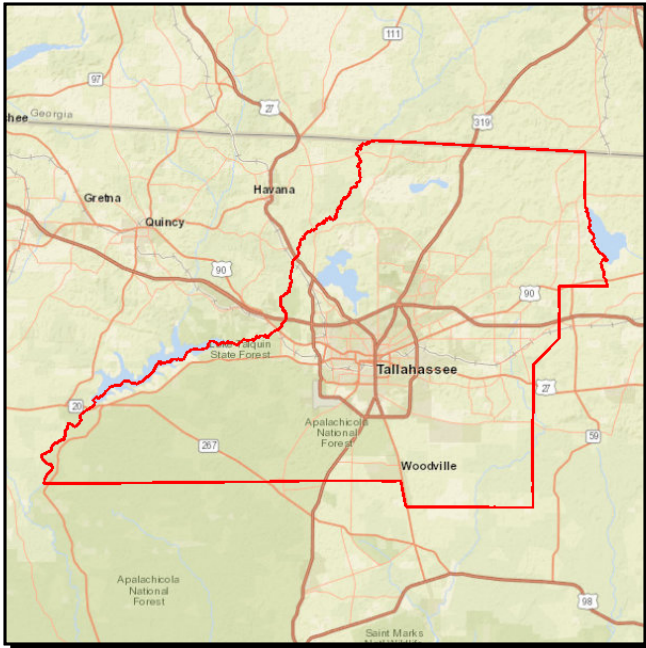 111
97
27
chee
Georgia
319
Gretna
Havana
Quincy
90
90
Lake Talquin
State Forest
Tallahassee
27
20
Apalachicola
National
Forest
59
267
Woodville
Apalachicola
National
Forest
98
Saint Marks